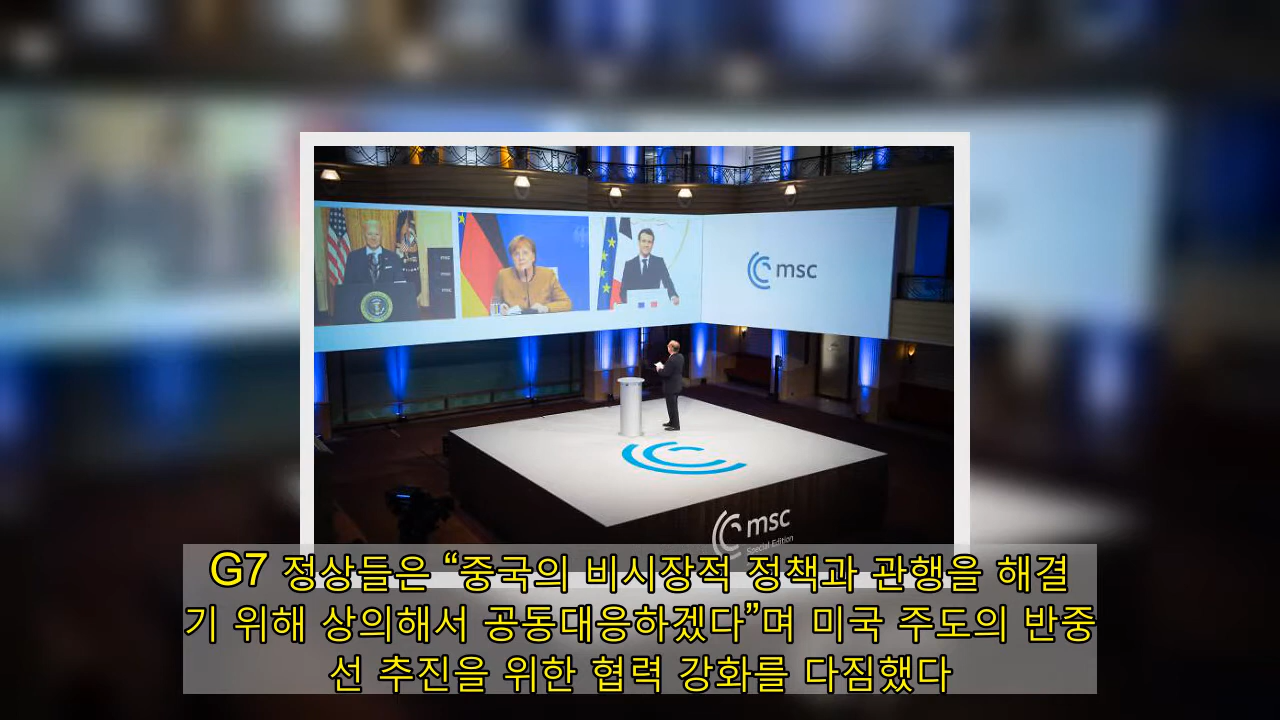 msc
msc
Special Edition
G7 정상들은 “중국의 비시장적 정책과 관행을 해결
기 위해 상의해서 공동대응하겠다”며 미국 주도의 반중
선 추진을 위한 협력 강화를 다짐했다